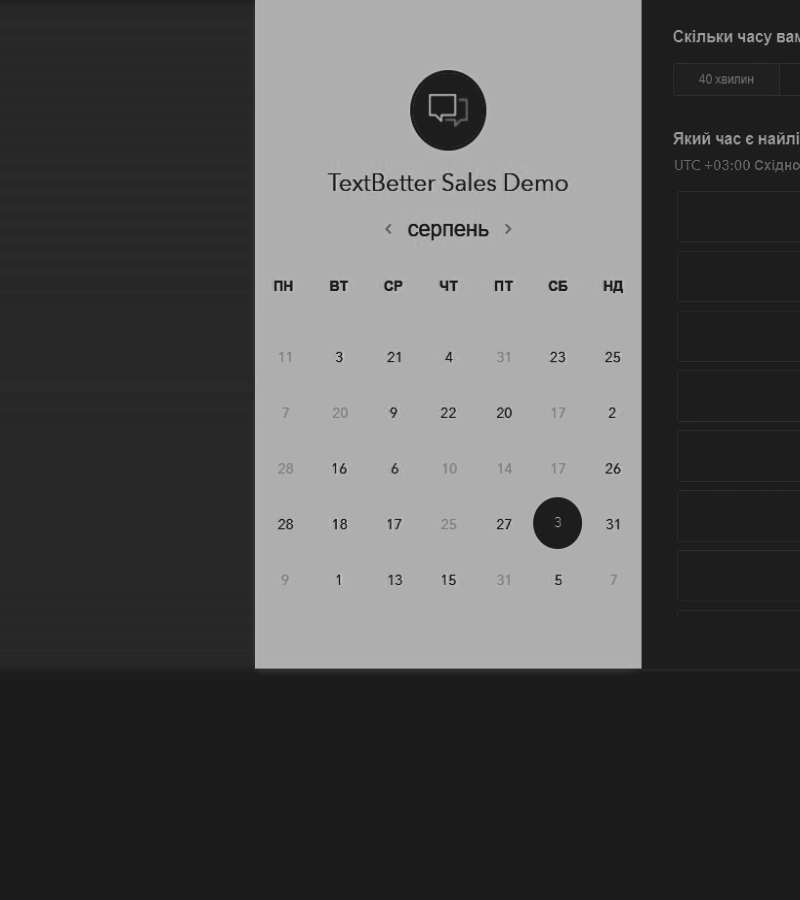 TextBetter Sales Demo
серпень
ПН ВТ СР ЧТ ПТ СБ НД
11 3 21 4 31 23 25
7 20 9 22 20 17 2
28 16 6 10 14 17 26
28 18 17 25 27 3 31
9 1 13 15 31 5 7
Скільки часу вам
40 хвилин
Який час є найлі
UTC +03:00 Східно